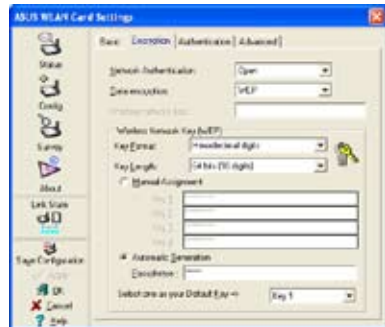 ASUS WLAN Card Settings
Status
Config
Survey
About
Link State
Save Configuration
Apply
OK
Cancel
Help
Basic Encryption Authentication Advanced
Network Authentication: Open
Data encryption: WEP
Wireless Network Key (WEP)
Key Format: Hexadecimal digits
Key Length: 64 bits (10 digits)
Manual Assignment
Key 1
Key 2
Key 3
Key 4
Automatic Generation
Passphrase:
Select one as your Default Key => Key 1